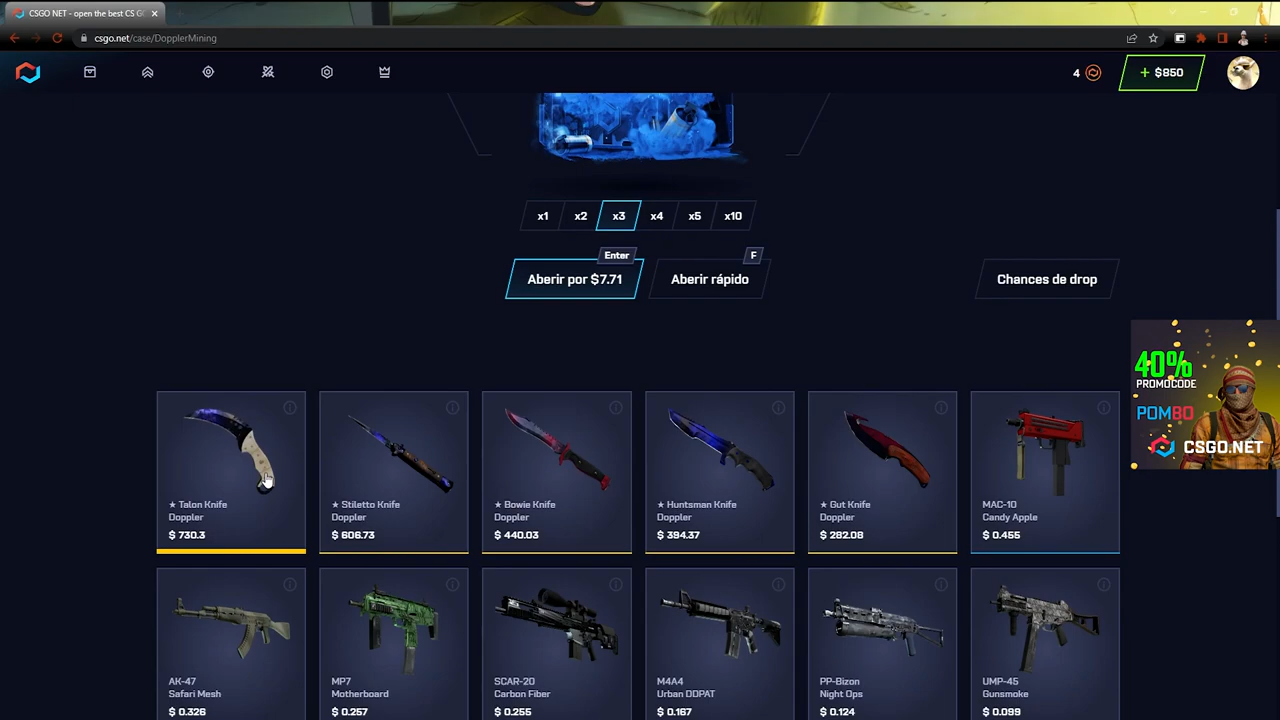 CSGO NET - open the best CS G
csgo.net/case/DopplerMining
4
+ $850
x1
x2
x3
x4
x5
x10
Enter
F
Aberir por $7.71
Aberir rápido
Chances de drop
40%
PROMOCODE
POMBO
CSGO.NET
★ Talon Knife
Doppler
$ 730.3
★ Stiletto Knife
Doppler
$ 606.73
★ Bowie Knife
Doppler
$ 440.03
★ Huntsman Knife
Doppler
$ 394.37
★ Gut Knife
Doppler
$ 282.08
MAC-10
Candy Apple
$ 0.455
AK-47
Safari Mesh
$ 0.326
MP7
Motherboard
$ 0.257
SCAR-20
Carbon Fiber
$ 0.255
M4A4
Urban DDPAT
$ 0.167
PP-Bizon
Night Ops
$ 0.124
UMP-45
Gunsmoke
$ 0.099